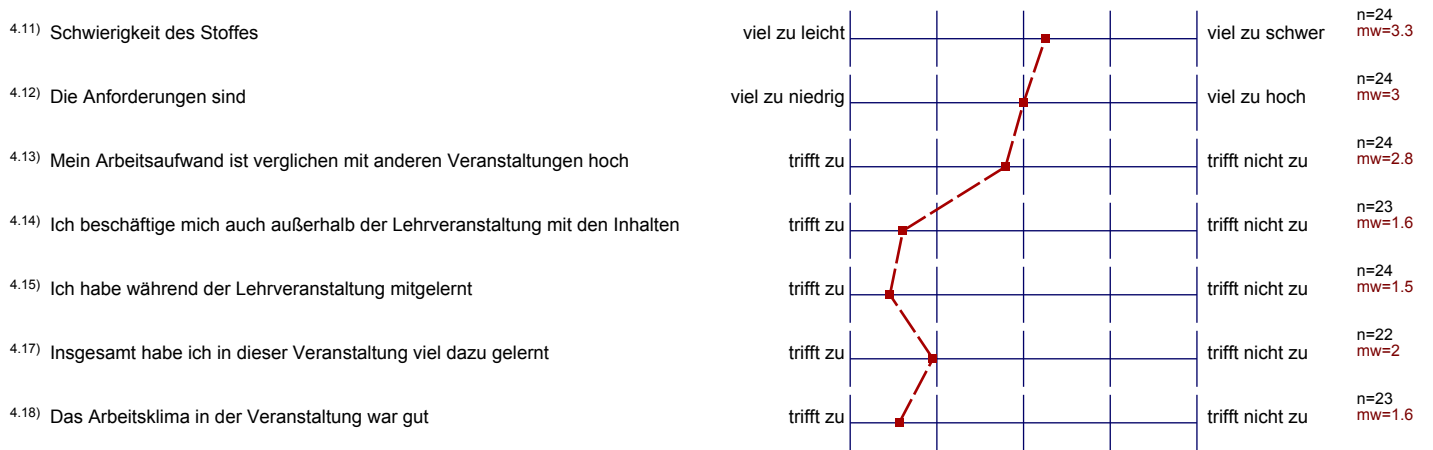 4.11) Schwierigkeit des Stoffes viel zu leicht viel zu schwer n=24
mw=3.3
4.12) Die Anforderungen sind viel zu niedrig viel zu hoch n=24
mw=3
4.13) Mein Arbeitsaufwand ist verglichen mit anderen Veranstaltungen hoch trifft zu trifft nicht zu n=24
mw=2.8
4.14) Ich beschäftige mich auch außerhalb der Lehrveranstaltung mit den Inhalten trifft zu trifft nicht zu n=23
mw=1.6
4.15) Ich habe während der Lehrveranstaltung mitgelernt trifft zu trifft nicht zu n=24
mw=1.5
4.17) Insgesamt habe ich in dieser Veranstaltung viel dazu gelernt trifft zu trifft nicht zu n=22
mw=2
4.18) Das Arbeitsklima in der Veranstaltung war gut trifft zu trifft nicht zu n=23
mw=1.6